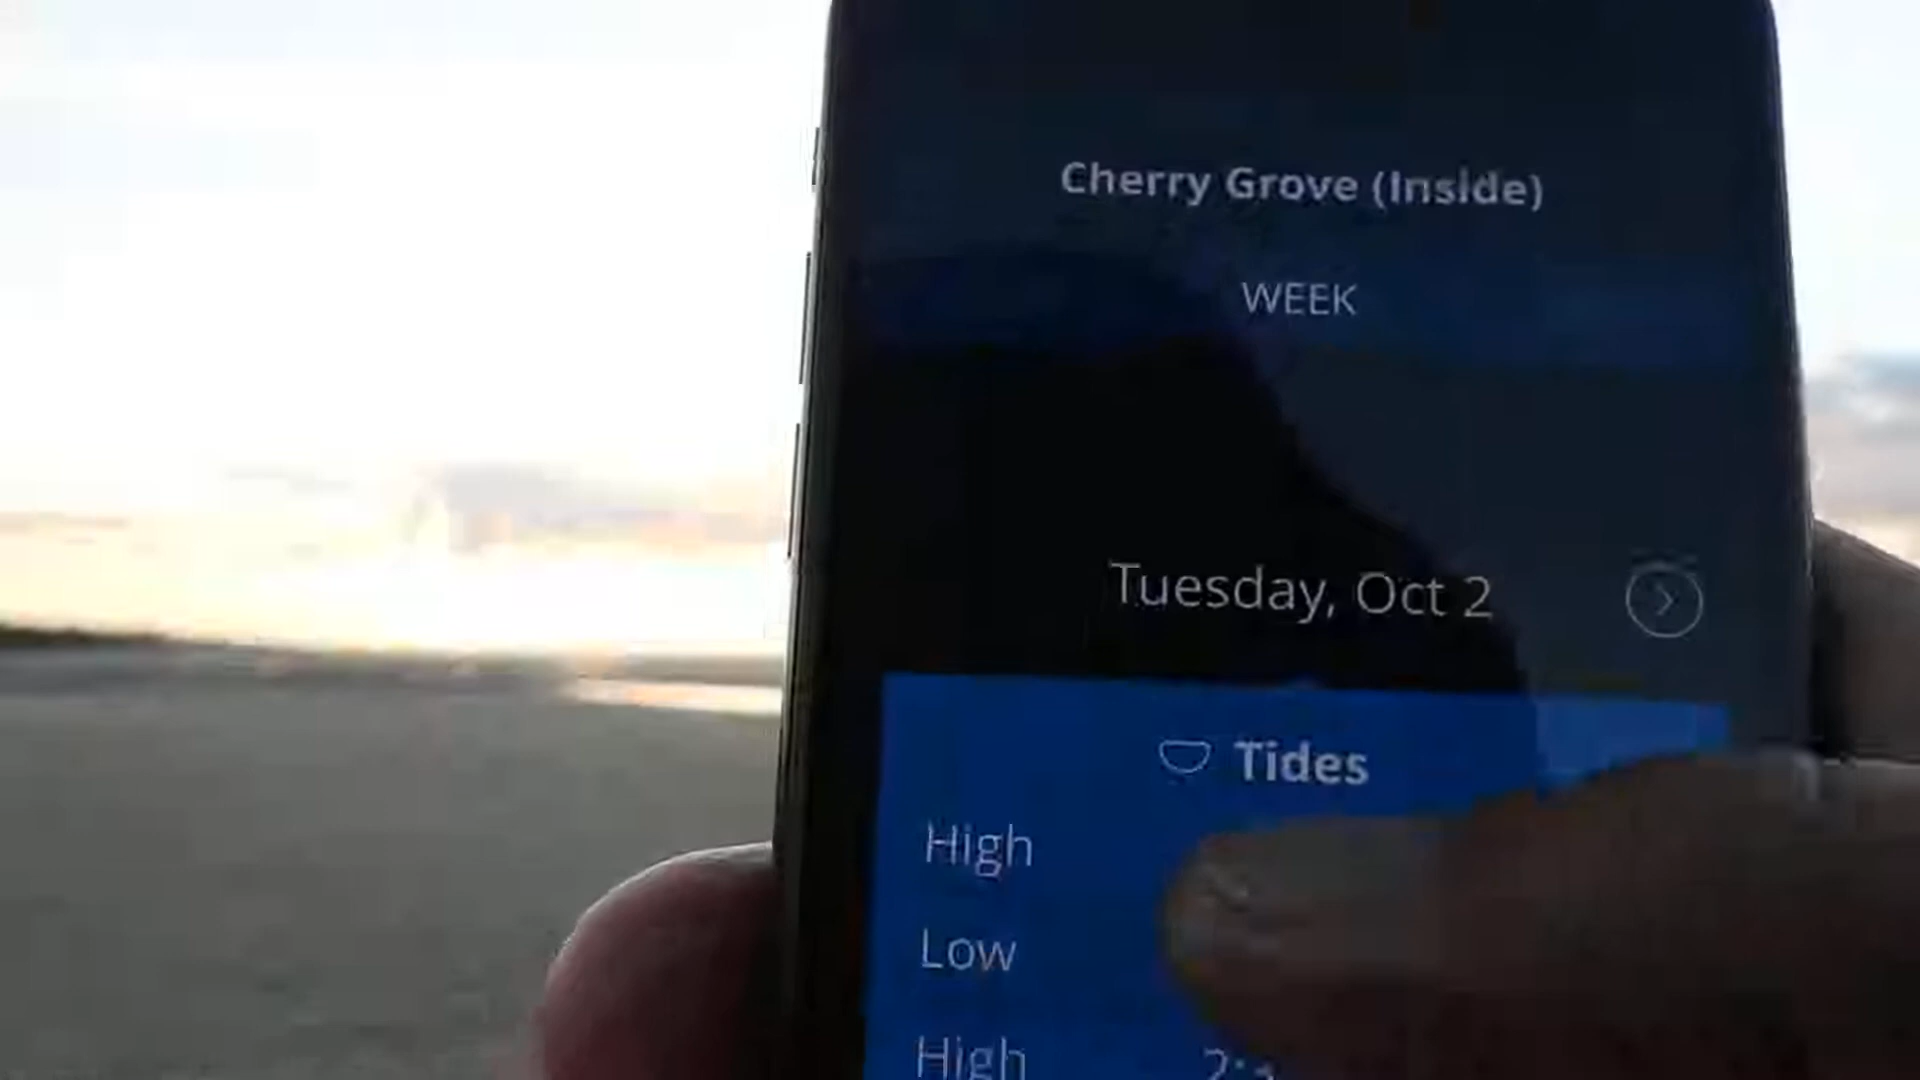 Cherry Grove (Inside)
WEEK
Tuesday, Oct 2
Tides
High
Low
High